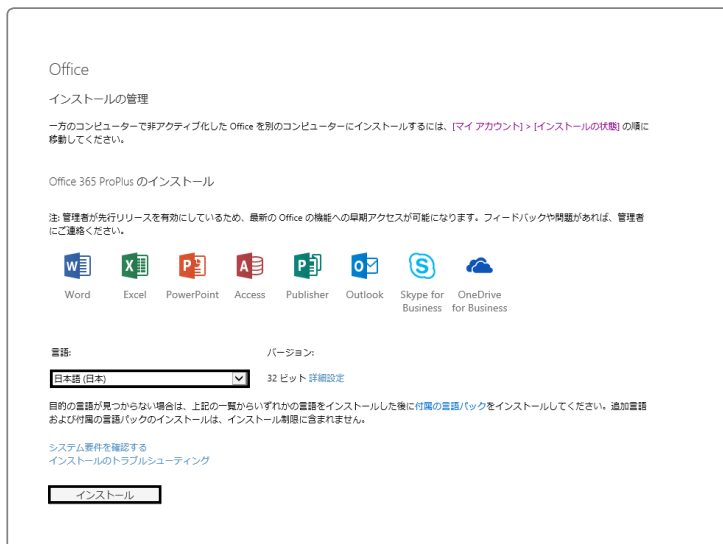 Office
インストールの管理
一方のコンピューターで非アクティブ化した Office を別のコンピューターにインストールするには、[マイ アカウント] > [インストールの状態] の順に
移動してください。
Office 365 ProPlus のインストール
注: 管理者が先行リリースを有効にしているため、最新の Office の機能への早期アクセスが可能になります。フィードバックや問題があれば、管理者
にご連絡ください。
Word Excel PowerPoint Access Publisher Outlook Skype for Business OneDrive for Business
言語: バージョン:
日本語 (日本) 32 ビット 詳細設定
目的の言語が見つからない場合は、上記の一覧からいずれかの言語をインストールした後に付属の言語パックをインストールしてください。追加言語
および付属の言語パックのインストールは、インストール制限に含まれません。
システム要件を確認する
インストールのトラブルシューティング
インストール